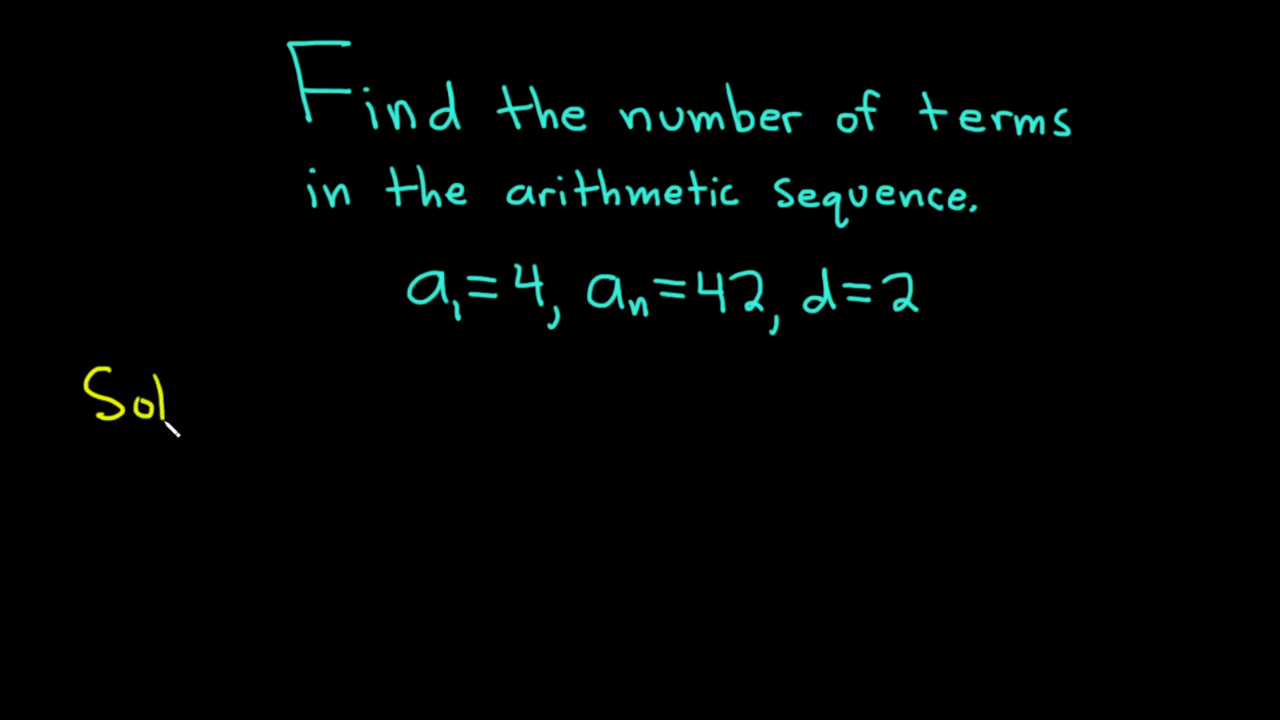 Find the number of terms
in the arithmetic sequence.
a₁=4, aₙ=42, d=2
Sol